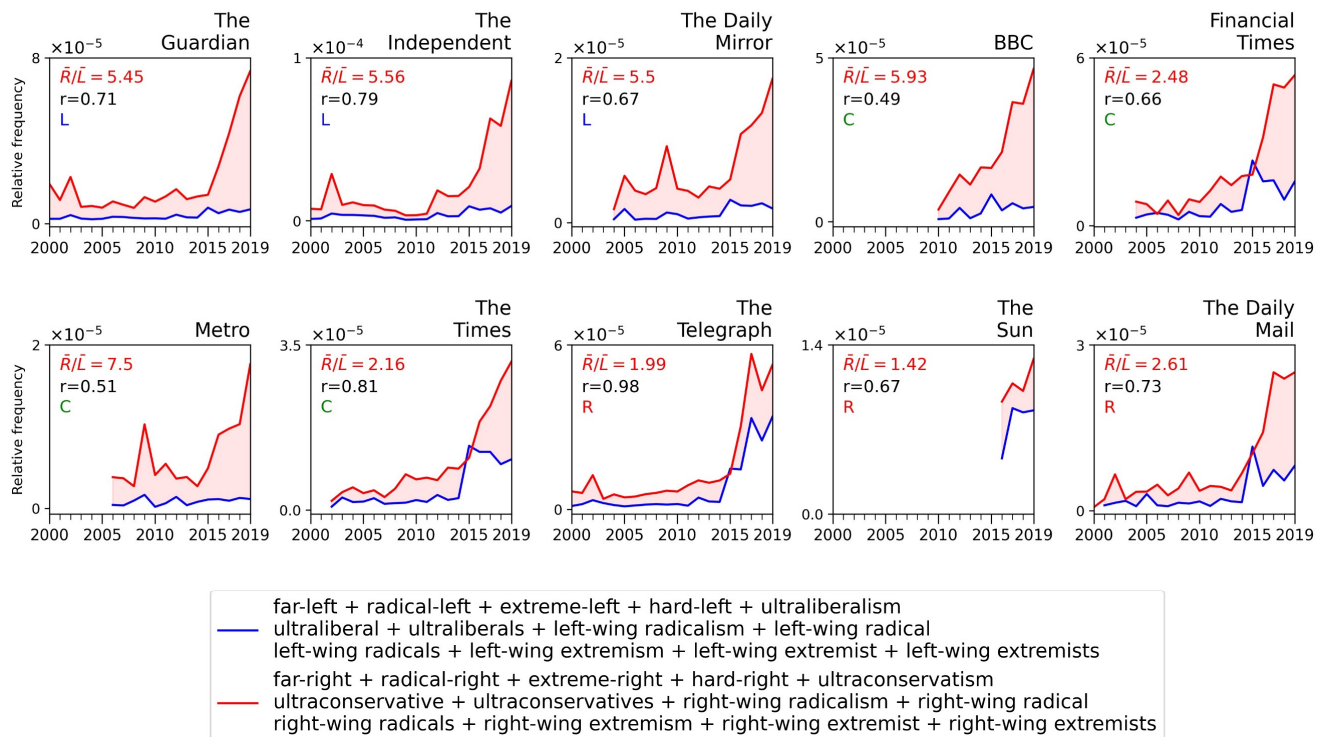 The
Guardian
×10⁻⁵
8
R̄/L̄ = 5.45
r=0.71
L
Relative frequency
0
2000 2005 2010 2015 2019
The
Independent
×10⁻⁴
1
R̄/L̄ = 5.56
r=0.79
L
0
2000 2005 2010 2015 2019
The Daily
Mirror
×10⁻⁵
2
R̄/L̄ = 5.5
r=0.67
L
0
2000 2005 2010 2015 2019
BBC
×10⁻⁵
5
R̄/L̄ = 5.93
r=0.49
C
0
2000 2005 2010 2015 2019
Financial
Times
×10⁻⁵
6
R̄/L̄ = 2.48
r=0.66
C
0
2000 2005 2010 2015 2019
Metro
×10⁻⁵
2
R̄/L̄ = 7.5
r=0.51
C
Relative frequency
0
2000 2005 2010 2015 2019
The
Times
×10⁻⁵
3.5
R̄/L̄ = 2.16
r=0.81
C
0.0
2000 2005 2010 2015 2019
The
Telegraph
×10⁻⁵
6
R̄/L̄ = 1.99
r=0.98
R
0
2000 2005 2010 2015 2019
The
Sun
×10⁻⁵
1.4
R̄/L̄ = 1.42
r=0.67
R
0.0
2000 2005 2010 2015 2019
The Daily
Mail
×10⁻⁵
3
R̄/L̄ = 2.61
r=0.73
R
0
2000 2005 2010 2015 2019
far-left + radical-left + extreme-left + hard-left + ultraliberalism
ultraliberal + ultraliberals + left-wing radicalism + left-wing radical
left-wing radicals + left-wing extremism + left-wing extremist + left-wing extremists
far-right + radical-right + extreme-right + hard-right + ultraconservatism
ultraconservative + ultraconservatives + right-wing radicalism + right-wing radical
right-wing radicals + right-wing extremism + right-wing extremist + right-wing extremists